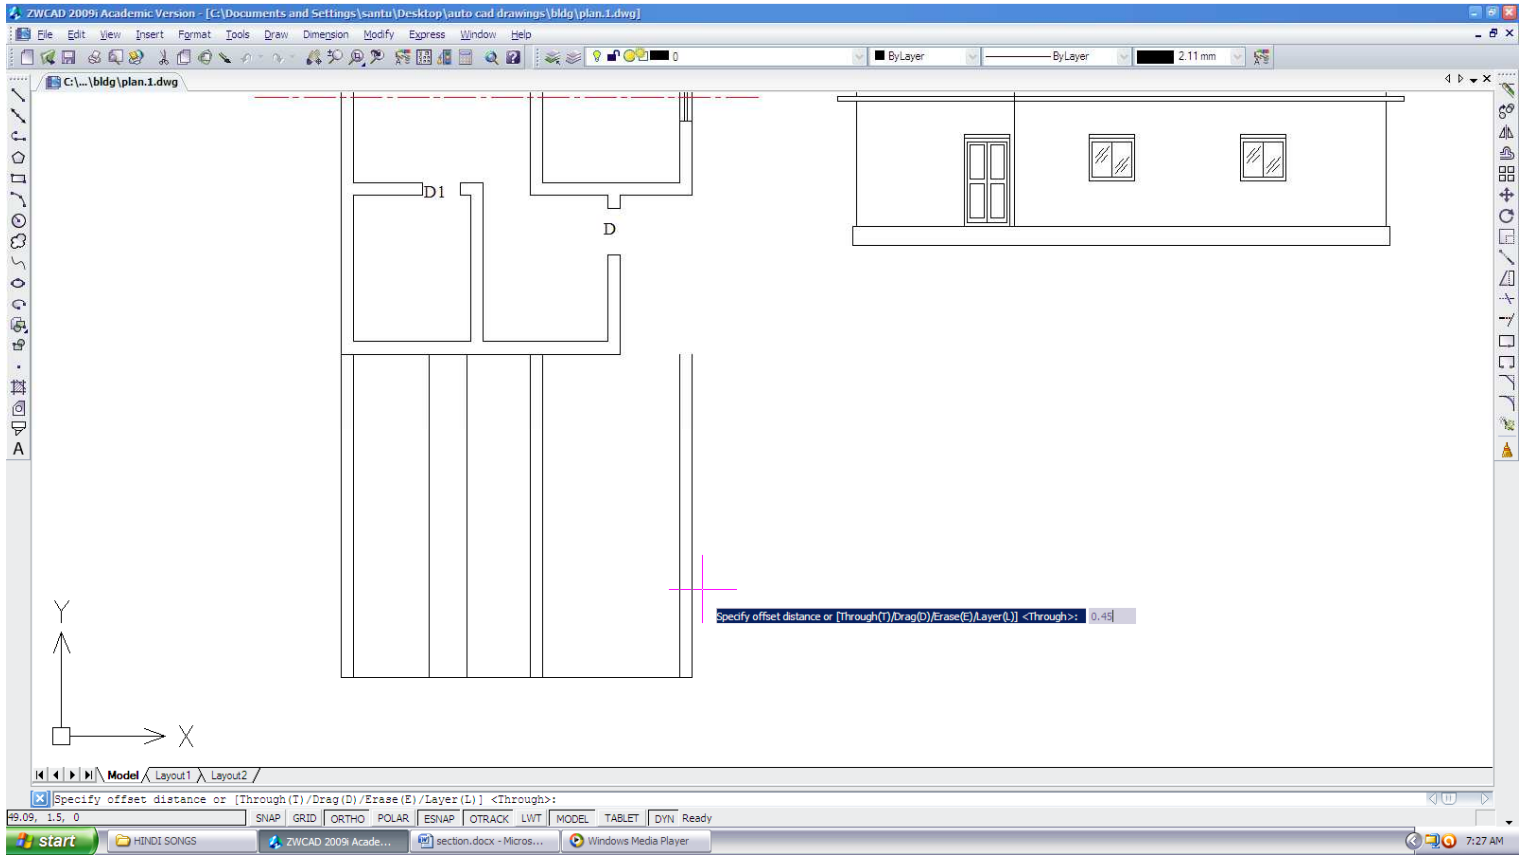 ZWCAD 2009i Academic Version - [C:\Documents and Settings\santu\Desktop\auto cad drawings\bldg\plan.1.dwg]
File Edit View Insert Format Tools Draw Dimension Modify Express Window Help
0 ByLayer ByLayer 2.11 mm
C:\...\bldg\plan.1.dwg
D1
D
Specify offset distance or [Through(T)/Drag(D)/Erase(E)/Layer(L)] <Through>: 0.45
Y
X
A
Model Layout1 Layout2
Specify offset distance or [Through(T)/Drag(D)/Erase(E)/Layer(L)] <Through>:
49.09, 1.5, 0 SNAP GRID ORTHO POLAR ESNAP OTRACK LWT MODEL TABLET DYN Ready
start HINDI SONGS ZWCAD 2009i Acade... section.docx - Micros... Windows Media Player 7:27 AM